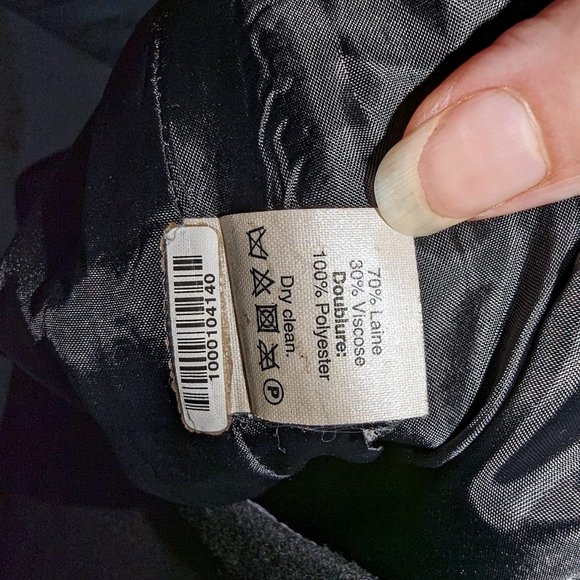 70% Laine
30% Viscose
Doublure:
100% Polyester
Dry clean.
P
1000104140